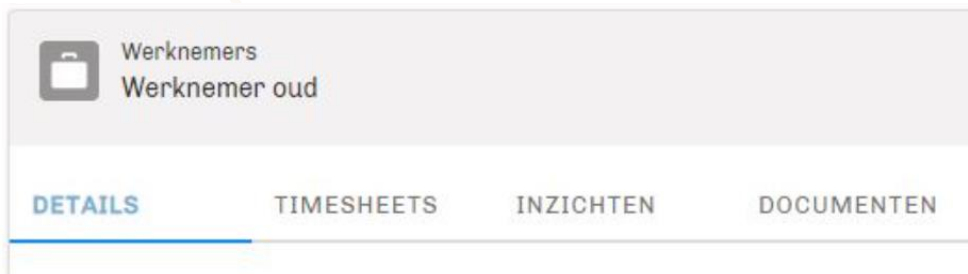 Werknemers
Werknemer oud
DETAILS TIMESHEETS INZICHTEN DOCUMENTEN